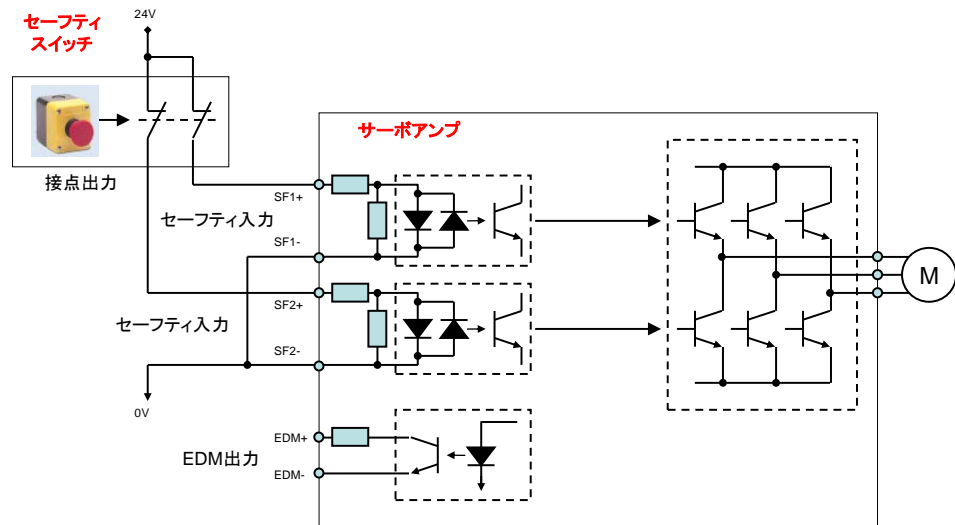 セーフティ
スイッチ
24V
接点出力
サーボアンプ
セーフティ入力
SF1+
SF1-
セーフティ入力
SF2+
SF2-
0V
EDM出力
EDM+
EDM-
M